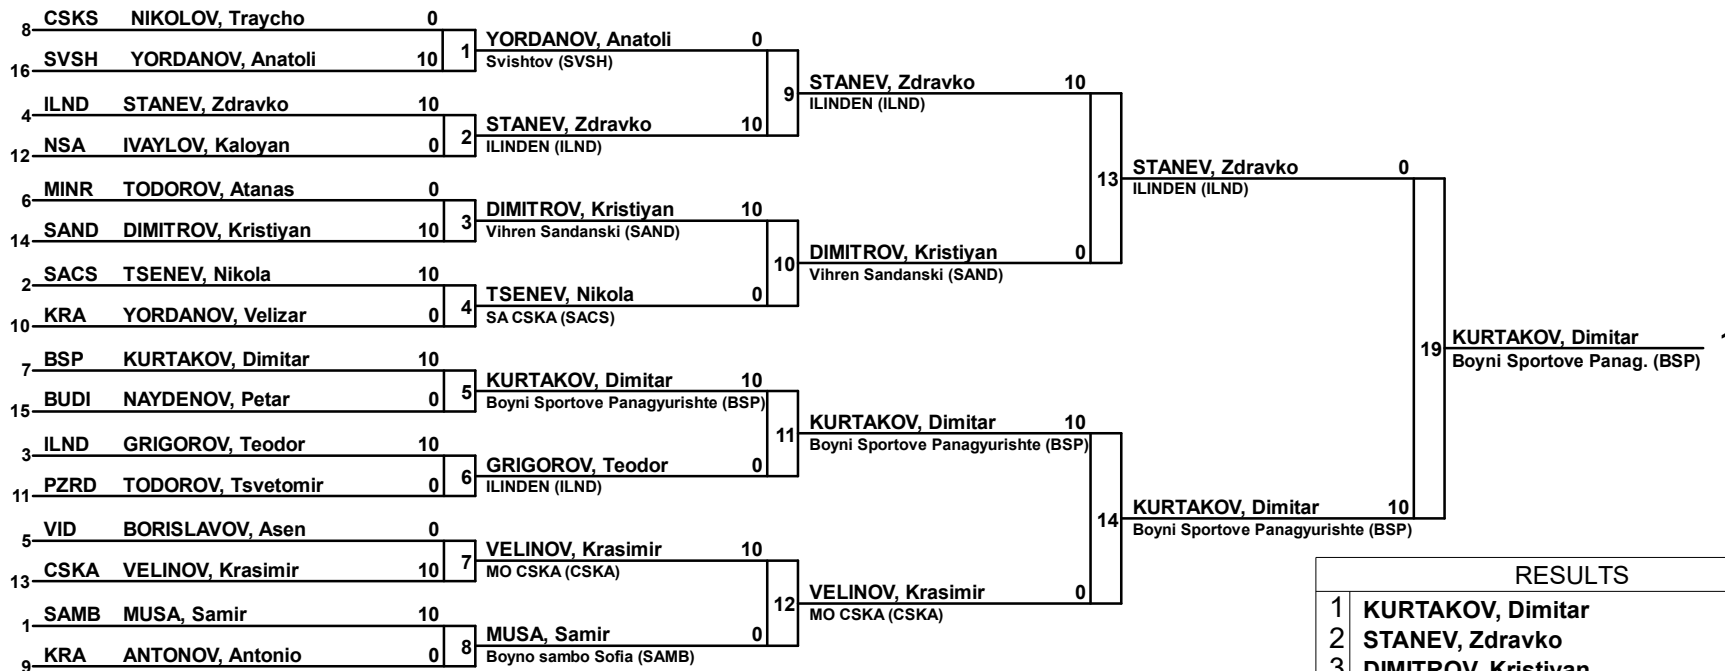 8 CSKS NIKOLOV, Traycho 0
16 SVSH YORDANOV, Anatoli 10
1
4 ILND STANEV, Zdravko 10
12 NSA IVAYLOV, Kaloyan 0
2
6 MINR TODOROV, Atanas 0
14 SAND DIMITROV, Kristiyan 10
3
2 SACS TSENEV, Nikola 10
10 KRA YORDANOV, Velizar 0
4
7 BSP KURTAKOV, Dimitar 10
15 BUDI NAYDENOV, Petar 0
5
3 ILND GRIGOROV, Teodor 10
11 PZRD TODOROV, Tsvetomir 0
6
5 VID BORISLAVOV, Asen 0
13 CSKA VELINOV, Krasimir 10
7
1 SAMB MUSA, Samir 10
9 KRA ANTONOV, Antonio 0
8
YORDANOV, Anatoli 0
Svishtov (SVSH)
STANEV, Zdravko 10
ILINDEN (ILND)
9
DIMITROV, Kristiyan 10
Vihren Sandanski (SAND)
TSENEV, Nikola 0
SA CSKA (SACS)
10
KURTAKOV, Dimitar 10
Boyni Sportove Panagyurishte (BSP)
GRIGOROV, Teodor 0
ILINDEN (ILND)
11
VELINOV, Krasimir 10
MO CSKA (CSKA)
MUSA, Samir 0
Boyno sambo Sofia (SAMB)
12
STANEV, Zdravko 10
ILINDEN (ILND)
DIMITROV, Kristiyan 0
Vihren Sandanski (SAND)
13
KURTAKOV, Dimitar 10
Boyni Sportove Panagyurishte (BSP)
VELINOV, Krasimir 0
MO CSKA (CSKA)
14
STANEV, Zdravko 0
ILINDEN (ILND)
KURTAKOV, Dimitar 10
Boyni Sportove Panagyurishte (BSP)
19
KURTAKOV, Dimitar
Boyni Sportove Panag. (BSP)
RESULTS
1 KURTAKOV, Dimitar
2 STANEV, Zdravko
3 DIMITROV, Kristiyan